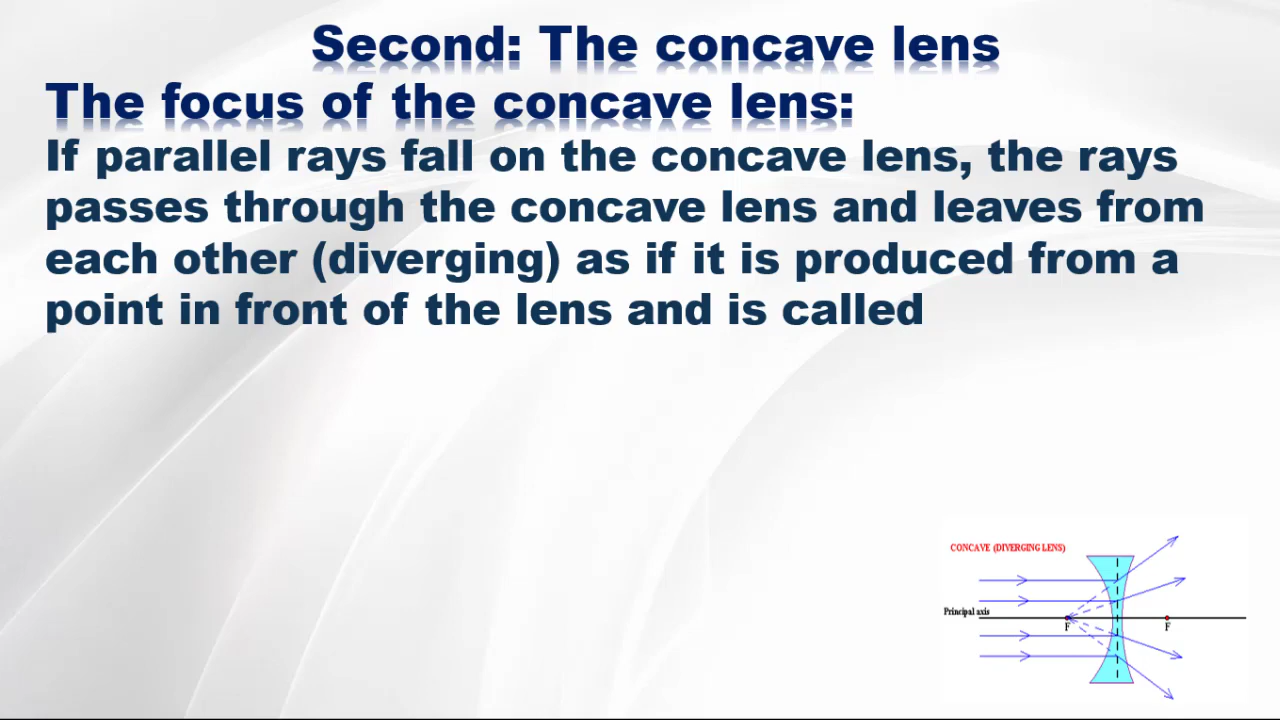 Second: The concave lens
The focus of the concave lens:
If parallel rays fall on the concave lens, the rays
passes through the concave lens and leaves from
each other (diverging) as if it is produced from a
point in front of the lens and is called
CONCAVE (DIVERGING LENS)
Principal axis
F
F